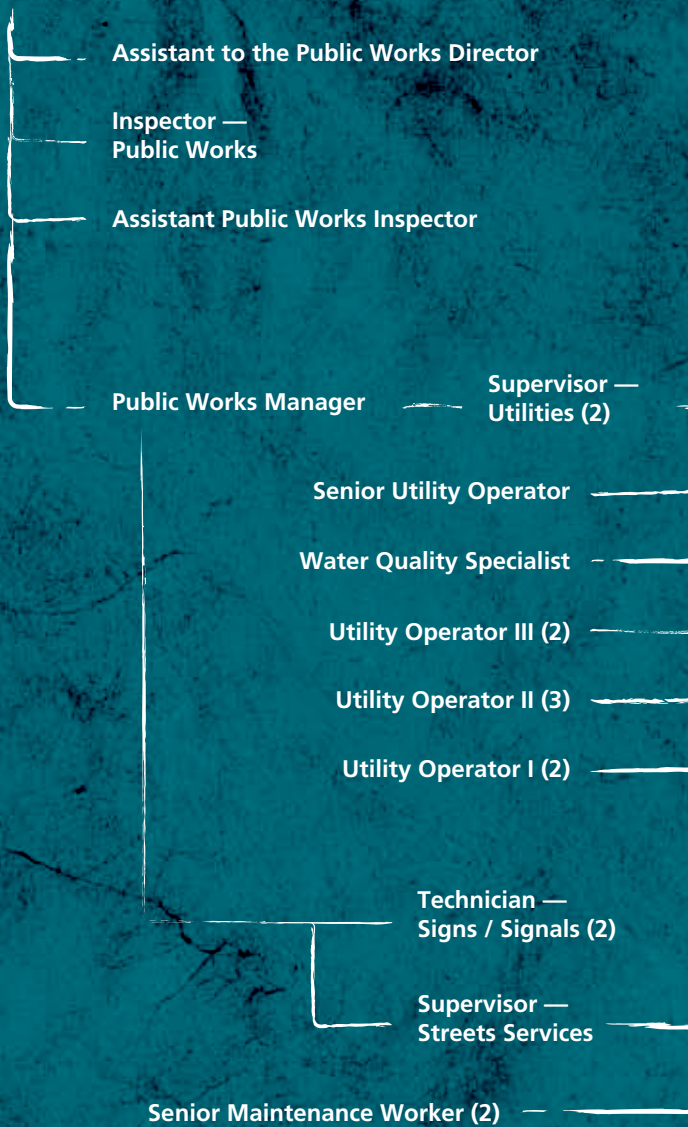 Assistant to the Public Works Director
Inspector —
Public Works
Assistant Public Works Inspector
Public Works Manager
Supervisor —
Utilities (2)
Senior Utility Operator
Water Quality Specialist
Utility Operator III (2)
Utility Operator II (3)
Utility Operator I (2)
Technician —
Signs / Signals (2)
Supervisor —
Streets Services
Senior Maintenance Worker (2)